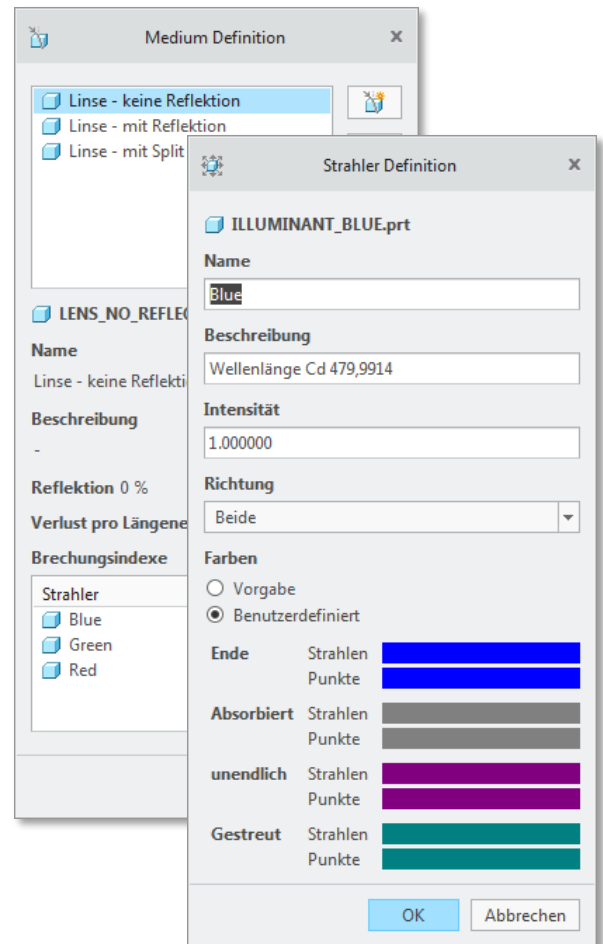 Medium Definition
Linse - keine Reflektion
Linse - mit Reflektion
Linse - mit Split
LENS_NO_REFLE
Name
Linse - keine Reflekti
Beschreibung
-
Reflektion 0 %
Verlust pro Längene
Brechungsindexe
Strahler
Blue
Green
Red
Strahler Definition
ILLUMINANT_BLUE.prt
Name
Blue
Beschreibung
Wellenlänge Cd 479,9914
Intensität
1.000000
Richtung
Beide
Farben
Vorgabe
Benutzerdefiniert
Ende Strahlen
Punkte
Absorbiert Strahlen
Punkte
unendlich Strahlen
Punkte
Gestreut Strahlen
Punkte
OK Abbrechen